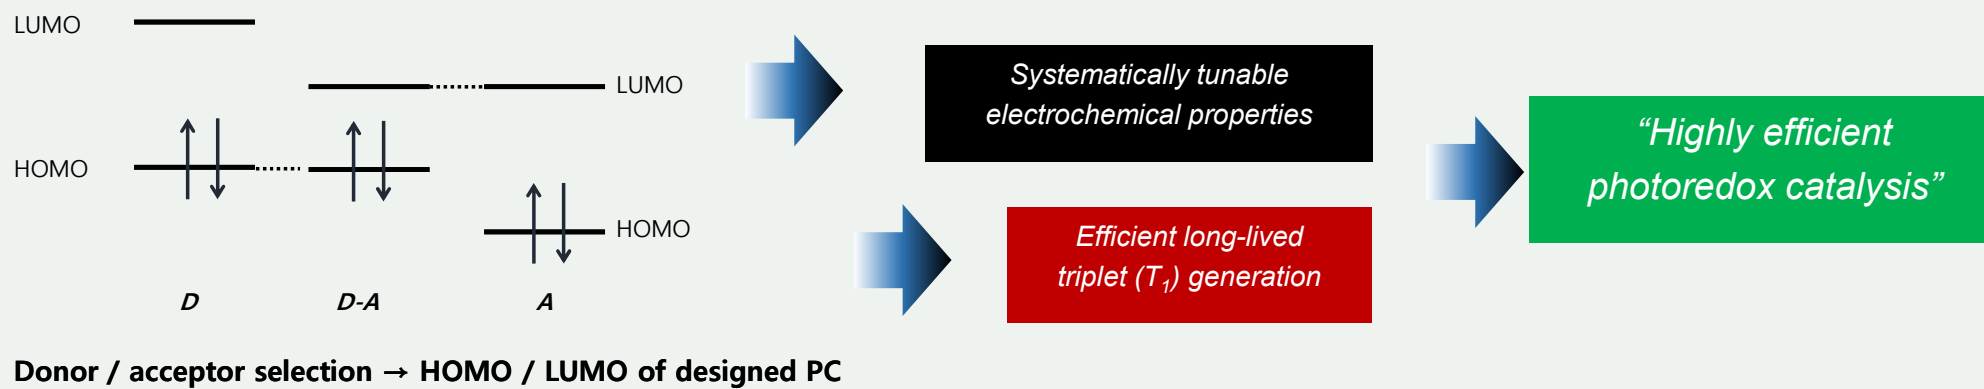 LUMO
LUMO
HOMO
HOMO
D
D-A
A
Donor / acceptor selection → HOMO / LUMO of designed PC
Systematically tunable
electrochemical properties
Efficient long-lived
triplet (T₁) generation
“Highly efficient
photoredox catalysis”